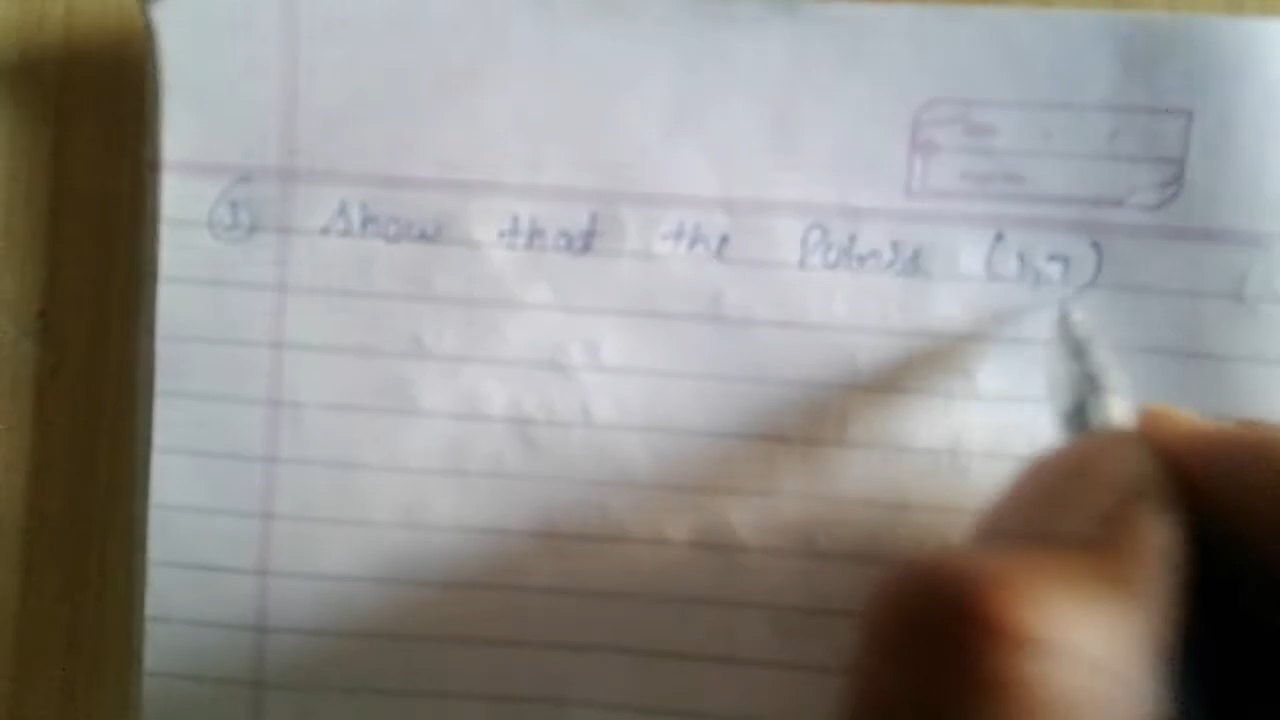 ① Show that the Points (1,7)